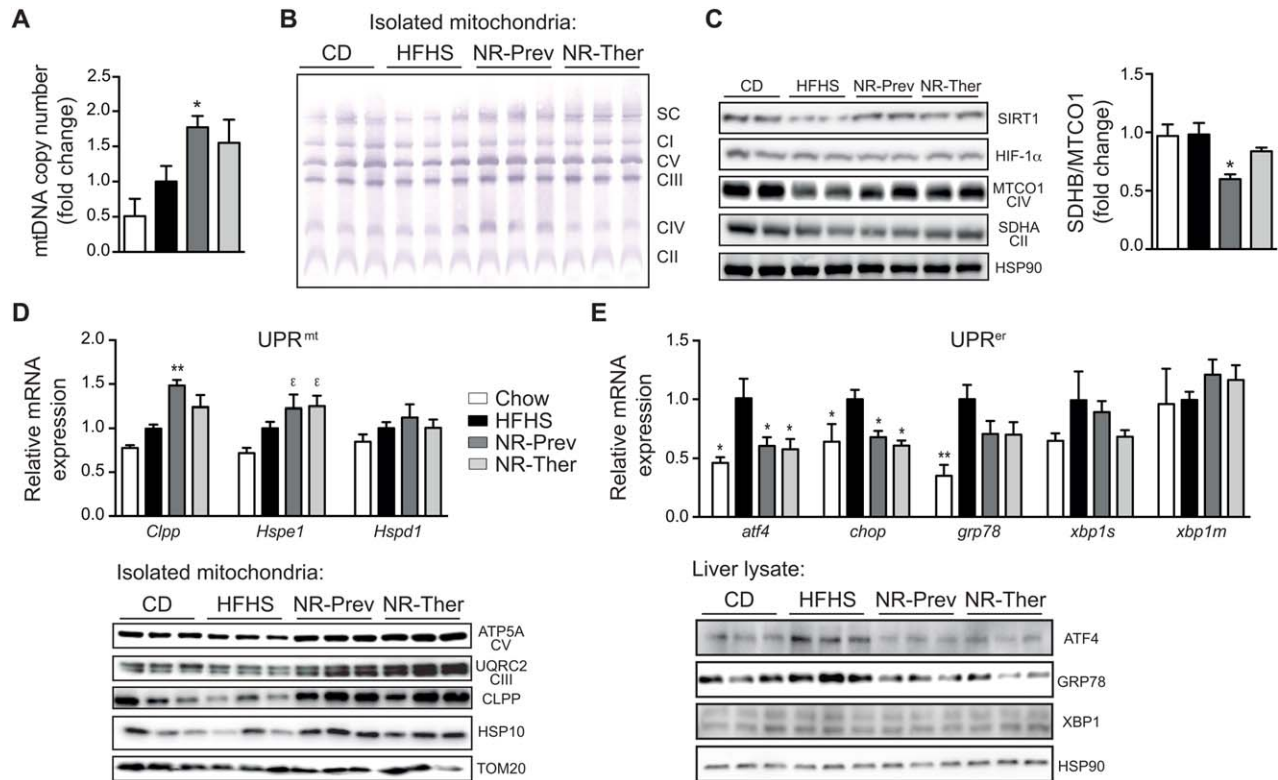 A
mtDNA copy number
(fold change)
2.5
2.0
1.5
1.0
0.5
0.0
*
B
Isolated mitochondria:
CD HFHS NR-Prev NR-Ther
SC
CI
CV
CIII
CIV
CII
C
CD HFHS NR-Prev NR-Ther
SIRT1
HIF-1α
MTCO1
CIV
SDHA
CII
HSP90
SDHB/MTCO1
(fold change)
1.5
1.0
0.5
0.0
*
D
UPR^mt
Relative mRNA
expression
2.0
1.5
1.0
0.5
0.0
** ε ε
Clpp Hspe1 Hspd1
Chow
HFHS
NR-Prev
NR-Ther
Isolated mitochondria:
CD HFHS NR-Prev NR-Ther
ATP5A
CV
UQRC2
CIII
CLPP
HSP10
TOM20
E
UPR^er
Relative mRNA
expression
1.5
1.0
0.5
0.0
* * * * * * **
atf4 chop grp78 xbp1s xbp1m
Liver lysate:
CD HFHS NR-Prev NR-Ther
ATF4
GRP78
XBP1
HSP90